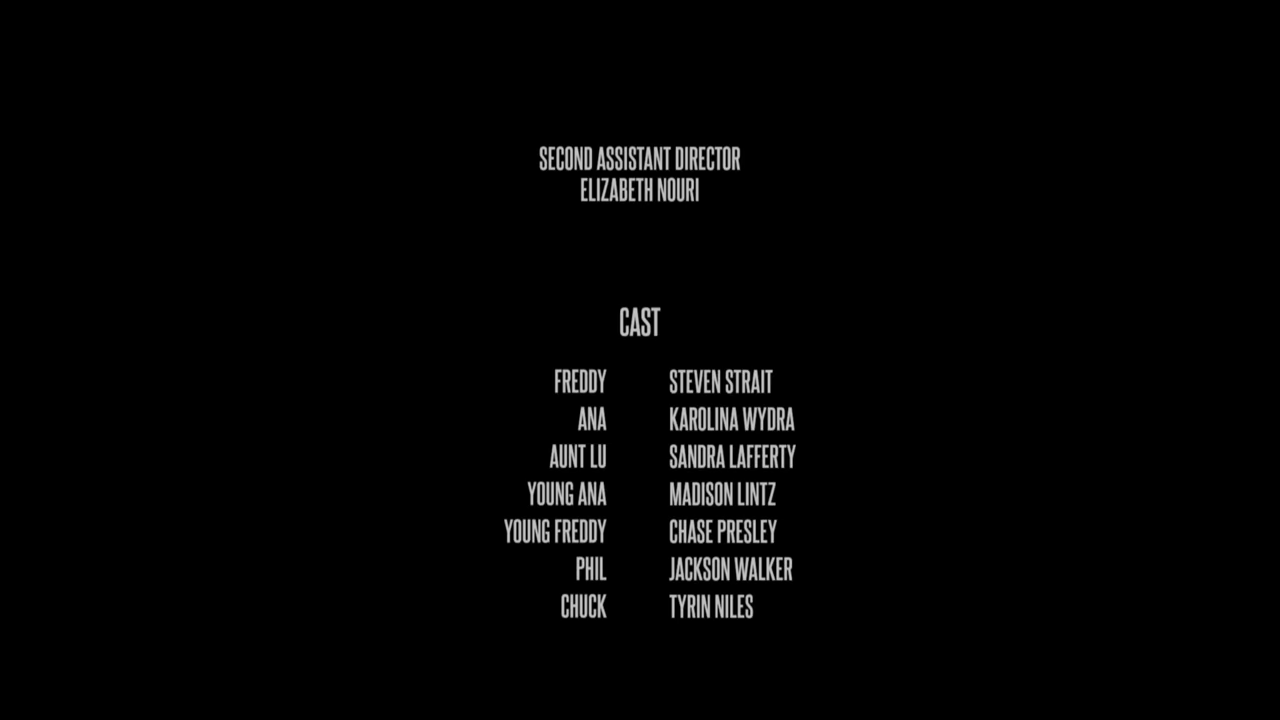 SECOND ASSISTANT DIRECTOR
ELIZABETH NOURI
CAST
FREDDY STEVEN STRAIT
ANA KAROLINA WYDRA
AUNT LU SANDRA LAFFERTY
YOUNG ANA MADISON LINTZ
YOUNG FREDDY CHASE PRESLEY
PHIL JACKSON WALKER
CHUCK TYRIN NILES